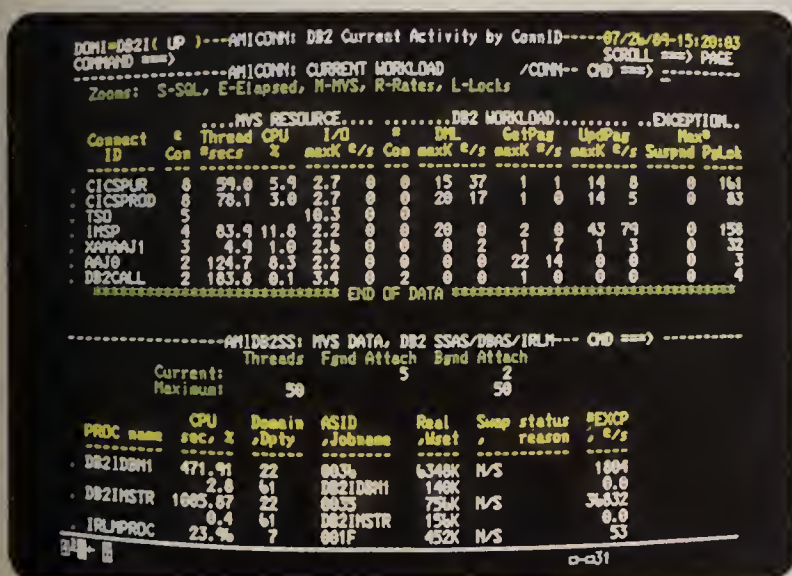 DOMI=DB2I( UP )---AMICONN: DB2 Current Activity by ConnID-----07/26/89-15:20:03
COMMAND ===> SCROLL ===> PAGE
---------------AMICONN: CURRENT WORKLOAD /CONN-- CMD ===> _
Zooms: S-SQL, E-Elapsed, M-MVS, R-Rates, L-Locks
....MVS RESOURCE.... .........DB2 WORKLOAD......... ..EXCEPTION..
Connect # Thread CPU I/O # DML GetPag UpdPag Max#
ID Con #secs % maxK #/s Con maxK #/s maxK #/s maxK #/s Suspnd PgLok
. CICSPUR 8 59.0 5.9 2.7 0 0 15 37 1 1 14 8 0 161
. CICSPROD 8 78.1 3.0 2.7 0 0 20 17 1 0 14 5 0 83
. TSO 5 10.3 0 0
. IMSP 4 83.9 11.8 2.2 0 0 20 0 2 0 43 79 0 158
. XAMAAJ1 3 4.9 1.0 2.6 0 0 0 2 1 7 1 3 0 32
. AAJ0 2 124.7 8.3 2.2 0 0 0 0 22 14 0 0 0 3
. DB2CALL 2 183.6 0.1 3.4 0 2 0 0 1 0 0 0 0 4
END OF DATA
---------------AMIDB2SS: MVS DATA, DB2 SSAS/DBAS/IRLM--- CMD ===> ----------
Threads Fgnd Attach Bgnd Attach
Current: 5 2
Maximum: 50 50
CPU Domain ASID Real Swap status #EXCP
PROC name sec, % ,Dpty ,Jobname ,Wset , reason , #/s
. DB2IDBM1 471.91 22 0036 6348K N/S 1804
2.8 61 DB2IDBM1 140K 0.0
. DB2IMSTR 1005.87 22 0035 756K N/S 36832
0.4 61 DB2IMSTR 156K 0.0
. IRLMPROC 23.96 7 001F 452K N/S 53